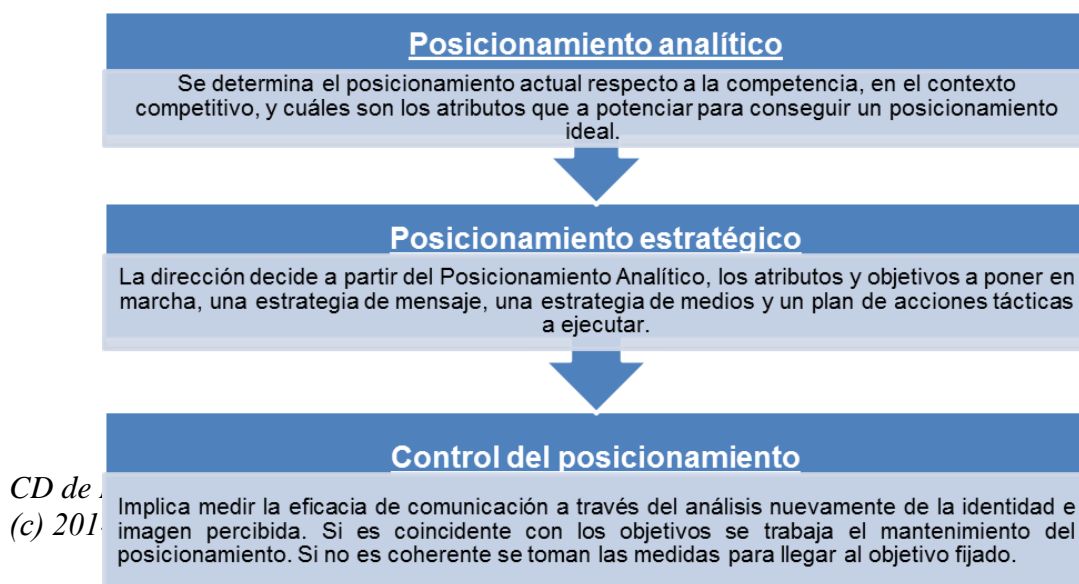 Posicionamiento analítico
Se determina el posicionamiento actual respecto a la competencia, en el contexto
competitivo, y cuáles son los atributos que a potenciar para conseguir un posicionamiento
ideal.
Posicionamiento estratégico
La dirección decide a partir del Posicionamiento Analítico, los atributos y objetivos a poner en
marcha, una estrategia de mensaje, una estrategia de medios y un plan de acciones tácticas
a ejecutar.
Control del posicionamiento
CD de
(c)
Implica medir la eficacia de comunicación a través del análisis nuevamente de la identidad e
imagen percibida. Si es coincidente con los objetivos se trabaja el mantenimiento del
posicionamiento. Si no es coherente se toman las medidas para llegar al objetivo fijado.